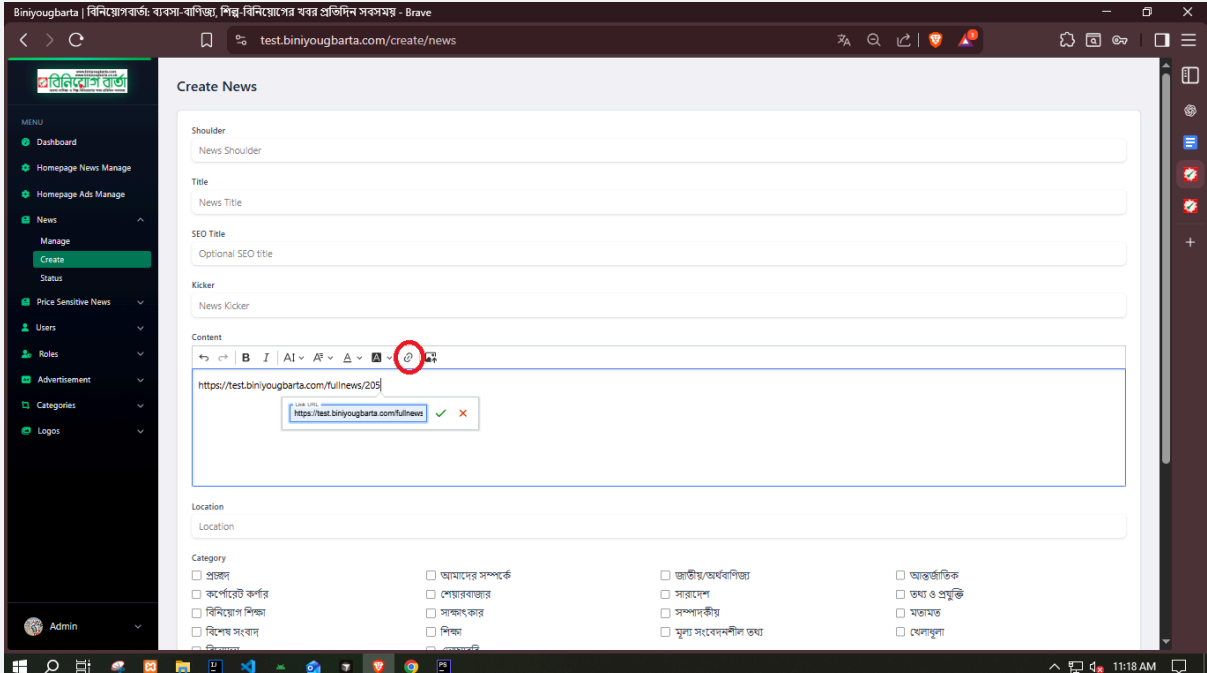 Biniyougbarta | বিনিয়োগবার্তা: ব্যবসা-বাণিজ্য, শিল্প-বিনিয়োগের খবর প্রতিদিন সবসময় - Brave
test.biniyougbarta.com/create/news
বিনিয়োগ বার্তা
Create News
MENU
Dashboard
Homepage News Manage
Homepage Ads Manage
News
Manage
Create
Status
Price Sensitive News
Users
Roles
Advertisement
Categories
Logos
Admin
Shoulder
News Shoulder
Title
News Title
SEO Title
Optional SEO title
Kicker
News Kicker
Content
B I AI A A A
https://test.biniyougbarta.com/fullnews/205
Link URL
https://test.biniyougbarta.com/fullnews
Location
Location
Category
প্রচ্ছদ আমাদের সম্পর্কে জাতীয়/অর্থবাণিজ্য আন্তর্জাতিক
কর্পোরেট কর্ণার শেয়ারবাজার সারাদেশ তথ্য ও প্রযুক্তি
বিনিয়োগ শিক্ষা সাক্ষাৎকার সম্পাদকীয় মতামত
বিশেষ সংবাদ শিক্ষা মূল্য সংবেদনশীল তথ্য খেলাধূলা
11:18 AM